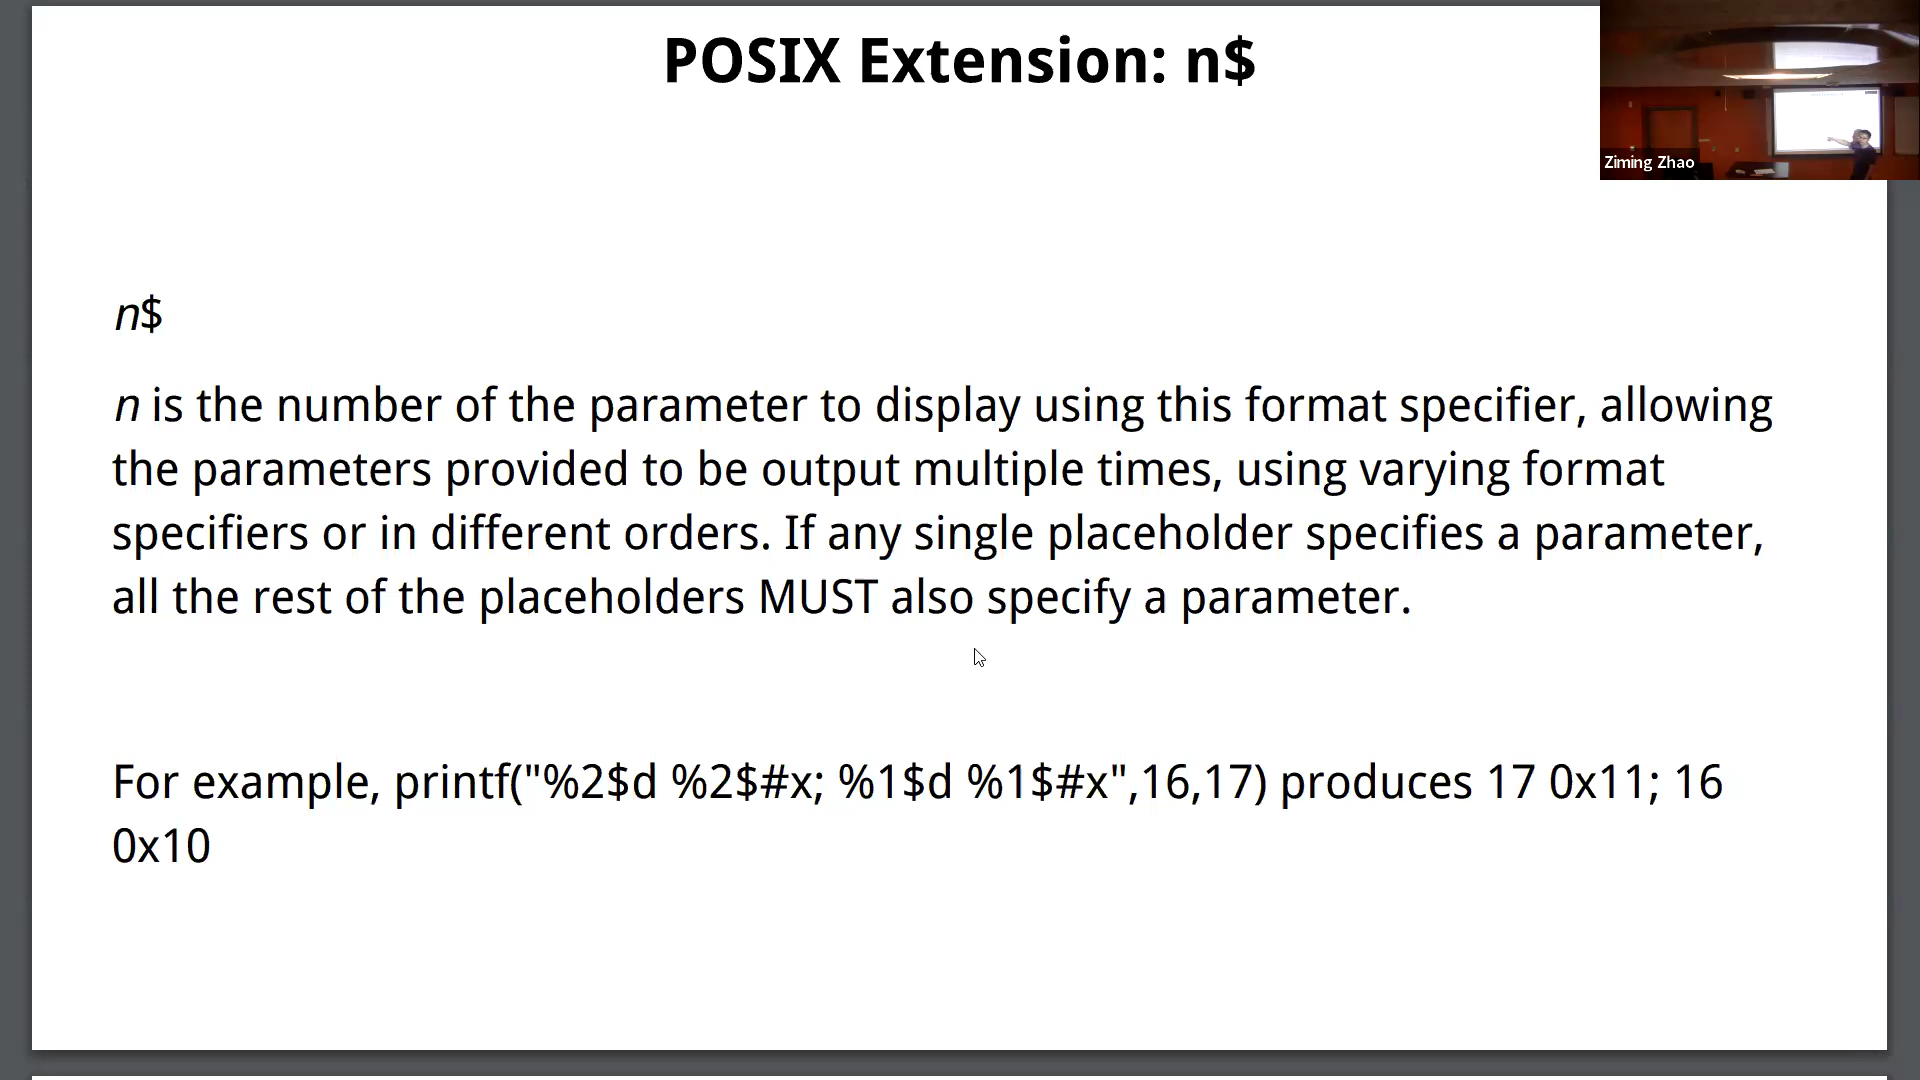 POSIX Extension: n$
Ziming Zhao
n$
n is the number of the parameter to display using this format specifier, allowing
the parameters provided to be output multiple times, using varying format
specifiers or in different orders. If any single placeholder specifies a parameter,
all the rest of the placeholders MUST also specify a parameter.
For example, printf("%2$d %2$#x; %1$d %1$#x",16,17) produces 17 0x11; 16
0x10